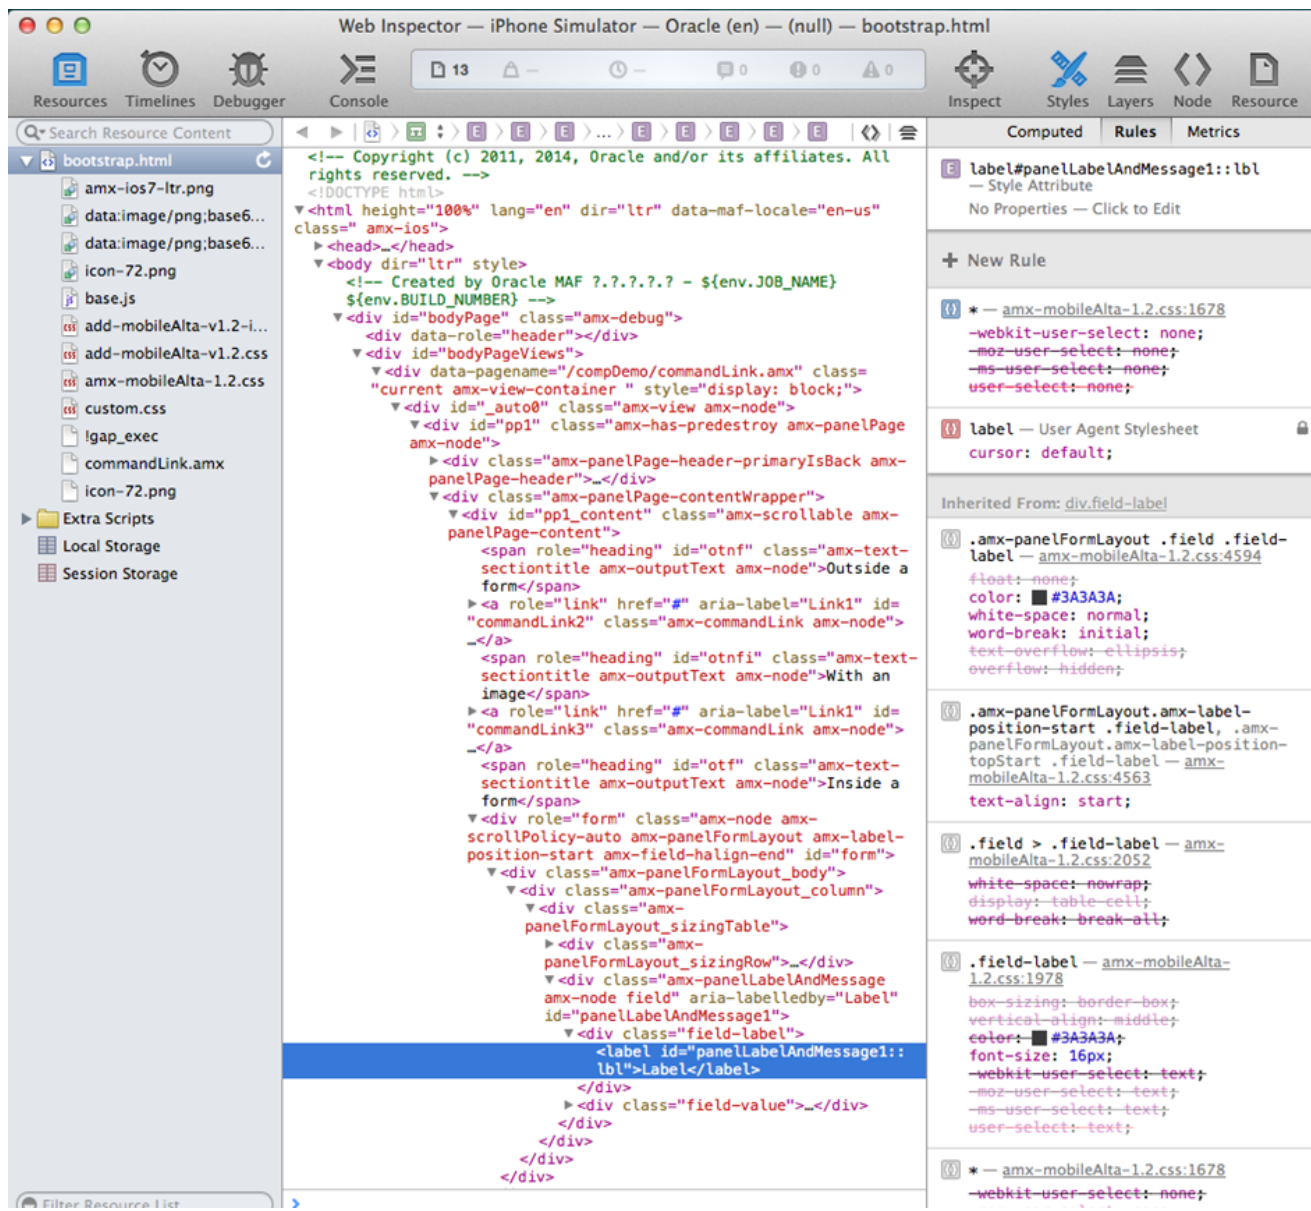 Web Inspector — iPhone Simulator — Oracle (en) — (null) — bootstrap.html
Resources Timelines Debugger Console
13 — — 0 0 0
Inspect Styles Layers Node Resource
Search Resource Content
bootstrap.html
amx-ios7-ltr.png
data:image/png;base6...
data:image/png;base6...
icon-72.png
base.js
add-mobileAlta-v1.2-i...
add-mobileAlta-v1.2.css
amx-mobileAlta-1.2.css
custom.css
!gap_exec
commandLink.amx
icon-72.png
Extra Scripts
Local Storage
Session Storage
Filter Resource List
<!-- Copyright (c) 2011, 2014, Oracle and/or its affiliates. All
rights reserved. -->
<!DOCTYPE html>
<html height="100%" lang="en" dir="ltr" data-maf-locale="en-us"
class=" amx-ios">
<head>…</head>
<body dir="ltr" style>
<!-- Created by Oracle MAF ?.?.?.?.? - ${env.JOB_NAME}
${env.BUILD_NUMBER} -->
<div id="bodyPage" class="amx-debug">
<div data-role="header"></div>
<div id="bodyPageViews">
<div data-pagename="/compDemo/commandLink.amx" class=
"current amx-view-container " style="display: block;">
<div id="_auto0" class="amx-view amx-node">
<div id="pp1" class="amx-has-predestroy amx-panelPage
amx-node">
<div class="amx-panelPage-header-primaryIsBack amx-
panelPage-header">…</div>
<div class="amx-panelPage-contentWrapper">
<div id="pp1_content" class="amx-scrollable amx-
panelPage-content">
<span role="heading" id="otnf" class="amx-text-
sectiontitle amx-outputText amx-node">Outside a
form</span>
<a role="link" href="#" aria-label="Link1" id=
"commandLink2" class="amx-commandLink amx-node">
…</a>
<span role="heading" id="otnfi" class="amx-text-
sectiontitle amx-outputText amx-node">With an
image</span>
<a role="link" href="#" aria-label="Link1" id=
"commandLink3" class="amx-commandLink amx-node">
…</a>
<span role="heading" id="otf" class="amx-text-
sectiontitle amx-outputText amx-node">Inside a
form</span>
<div role="form" class="amx-node amx-
scrollPolicy-auto amx-panelFormLayout amx-label-
position-start amx-field-halign-end" id="form">
<div class="amx-panelFormLayout_body">
<div class="amx-panelFormLayout_column">
<div class="amx-
panelFormLayout_sizingTable">
<div class="amx-
panelFormLayout_sizingRow">…</div>
<div class="amx-panelLabelAndMessage
amx-node field" aria-labelledby="Label"
id="panelLabelAndMessage1">
<div class="field-label">
<label id="panelLabelAndMessage1::
lbl">Label</label>
</div>
<div class="field-value">…</div>
</div>
</div>
</div>
</div>
Computed Rules Metrics
label#panelLabelAndMessage1::lbl
— Style Attribute
No Properties — Click to Edit
+ New Rule
* — amx-mobileAlta-1.2.css:1678
-webkit-user-select: none;
-moz-user-select: none;
-ms-user-select: none;
user-select: none;
label — User Agent Stylesheet
cursor: default;
Inherited From: div.field-label
.amx-panelFormLayout .field .field-
label — amx-mobileAlta-1.2.css:4594
float: none;
color: #3A3A3A;
white-space: normal;
word-break: initial;
text-overflow: ellipsis;
overflow: hidden;
.amx-panelFormLayout.amx-label-
position-start .field-label, .amx-
panelFormLayout.amx-label-position-
topStart .field-label — amx-
mobileAlta-1.2.css:4563
text-align: start;
.field > .field-label — amx-
mobileAlta-1.2.css:2052
white-space: nowrap;
display: table-cell;
word-break: break-all;
.field-label — amx-mobileAlta-
1.2.css:1978
box-sizing: border-box;
vertical-align: middle;
color: #3A3A3A;
font-size: 16px;
-webkit-user-select: text;
-moz-user-select: text;
-ms-user-select: text;
user-select: text;
* — amx-mobileAlta-1.2.css:1678
-webkit-user-select: none;